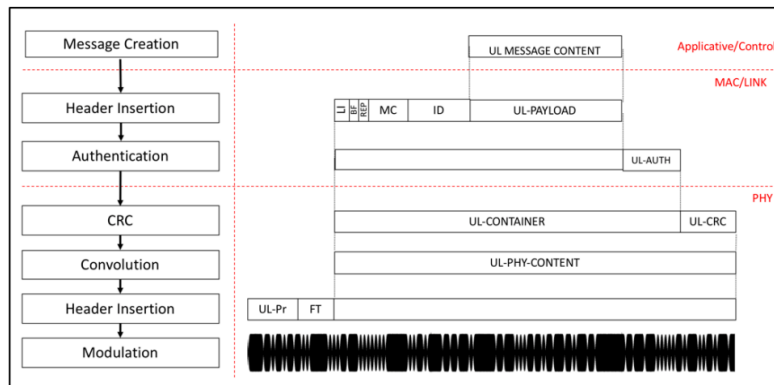 Message Creation
UL MESSAGE CONTENT
Applicative/Control
MAC/LINK
Header Insertion
LI
BF
REP
MC
ID
UL-PAYLOAD
Authentication
UL-AUTH
PHY
CRC
UL-CONTAINER
UL-CRC
Convolution
UL-PHY-CONTENT
Header Insertion
UL-Pr
FT
Modulation